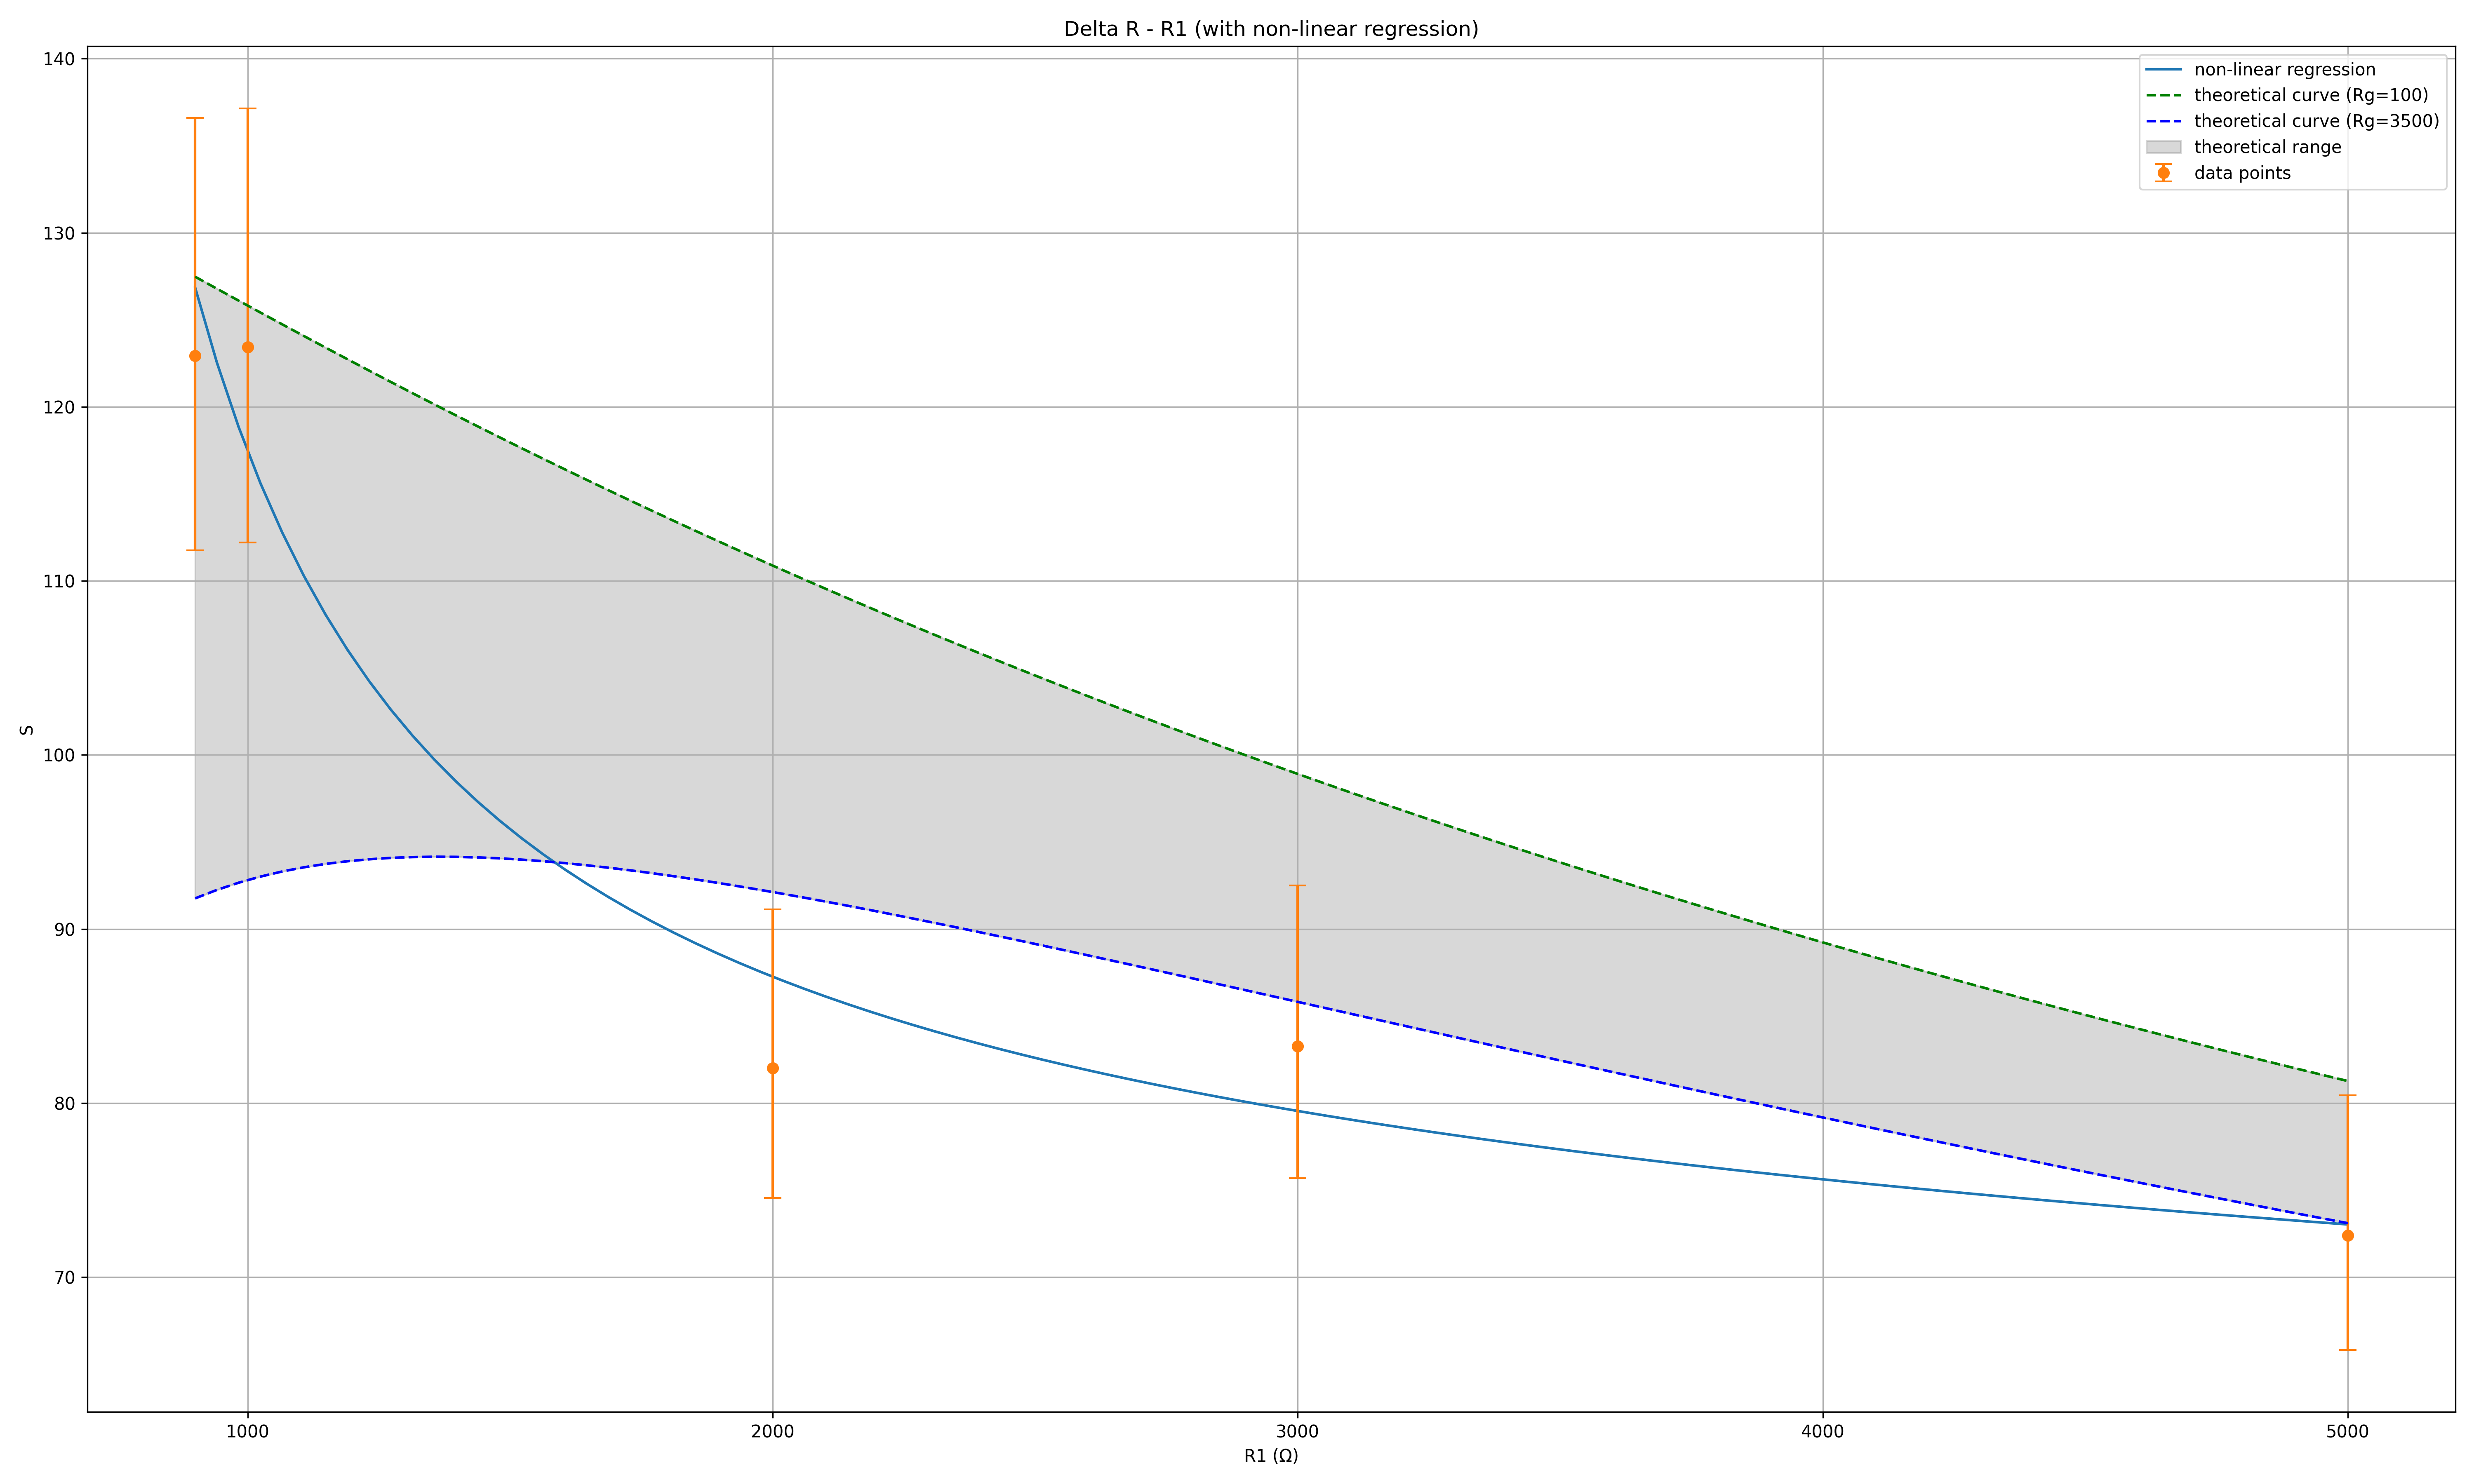 Delta R - R1 (with non-linear regression)
non-linear regression
theoretical curve (Rg=100)
theoretical curve (Rg=3500)
theoretical range
data points
140
130
120
110
100
90
80
70
S
1000
2000
3000
4000
5000
R1 (Ω)